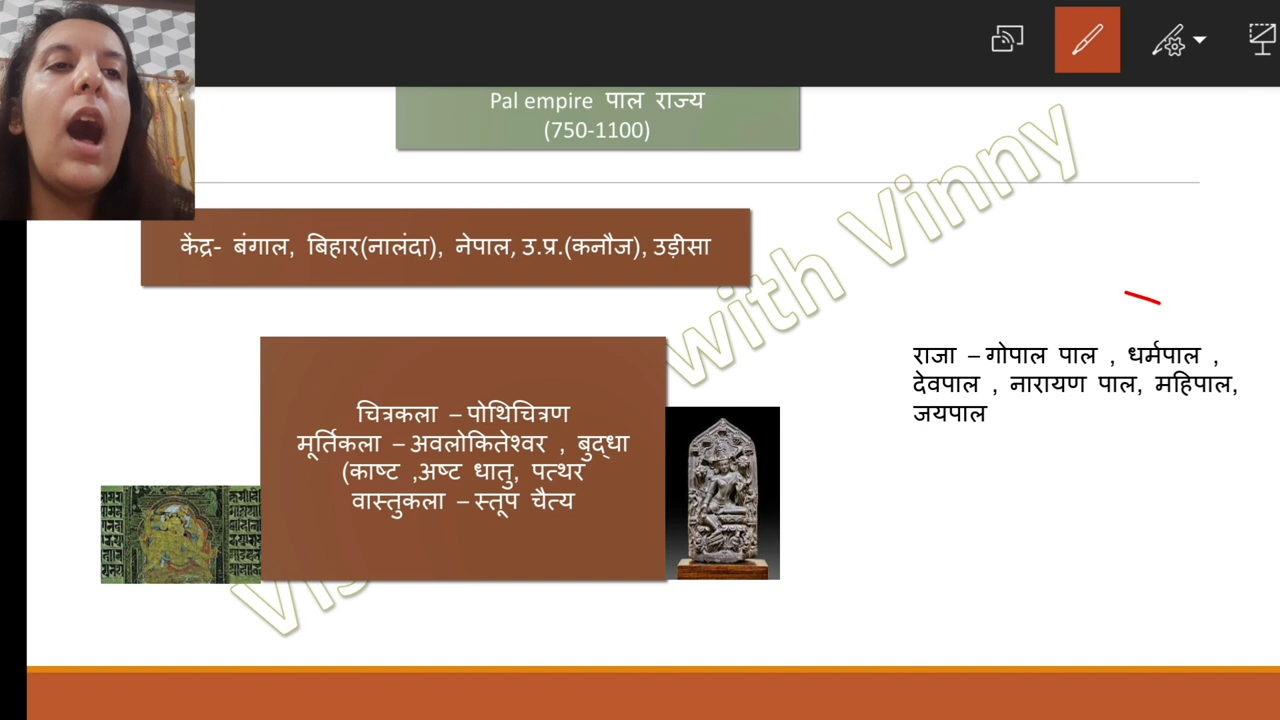 Pal empire पाल राज्य
(750-1100)
केंद्र- बंगाल, बिहार(नालंदा), नेपाल, उ.प्र.(कनौज), उड़ीसा
चित्रकला – पोथिचित्रण
मूर्तिकला – अवलोकितेश्वर , बुद्धा
(काष्ट ,अष्ट धातु, पत्थर
वास्तुकला – स्तूप चैत्य
राजा – गोपाल पाल , धर्मपाल ,
देवपाल , नारायण पाल, महिपाल,
जयपाल
with Vinny